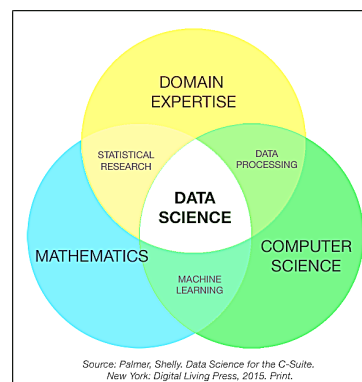 DOMAIN
EXPERTISE
STATISTICAL
RESEARCH
DATA
PROCESSING
DATA
SCIENCE
MATHEMATICS
COMPUTER
SCIENCE
MACHINE
LEARNING
Source: Palmer, Shelly. Data Science for the C-Suite.
New York: Digital Living Press, 2015. Print.